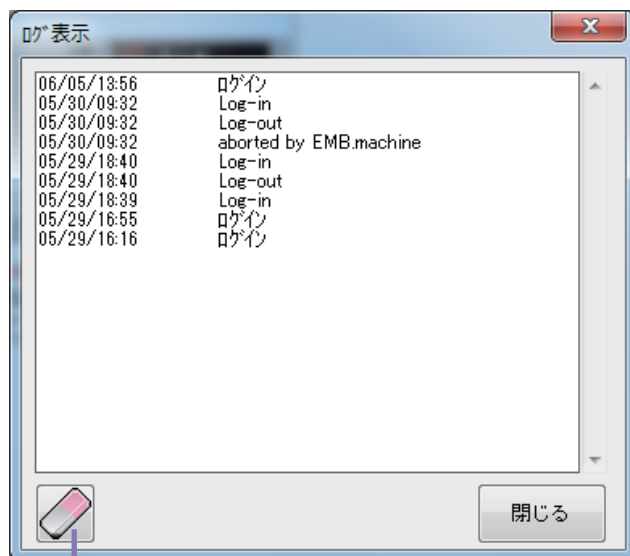 ﾛｸﾞ表示
06/05/13:56 ログイン
05/30/09:32 Log-in
05/30/09:32 Log-out
05/30/09:32 aborted by EMB.machine
05/29/18:40 Log-in
05/29/18:40 Log-out
05/29/18:39 Log-in
05/29/16:55 ログイン
05/29/16:16 ログイン
閉じる